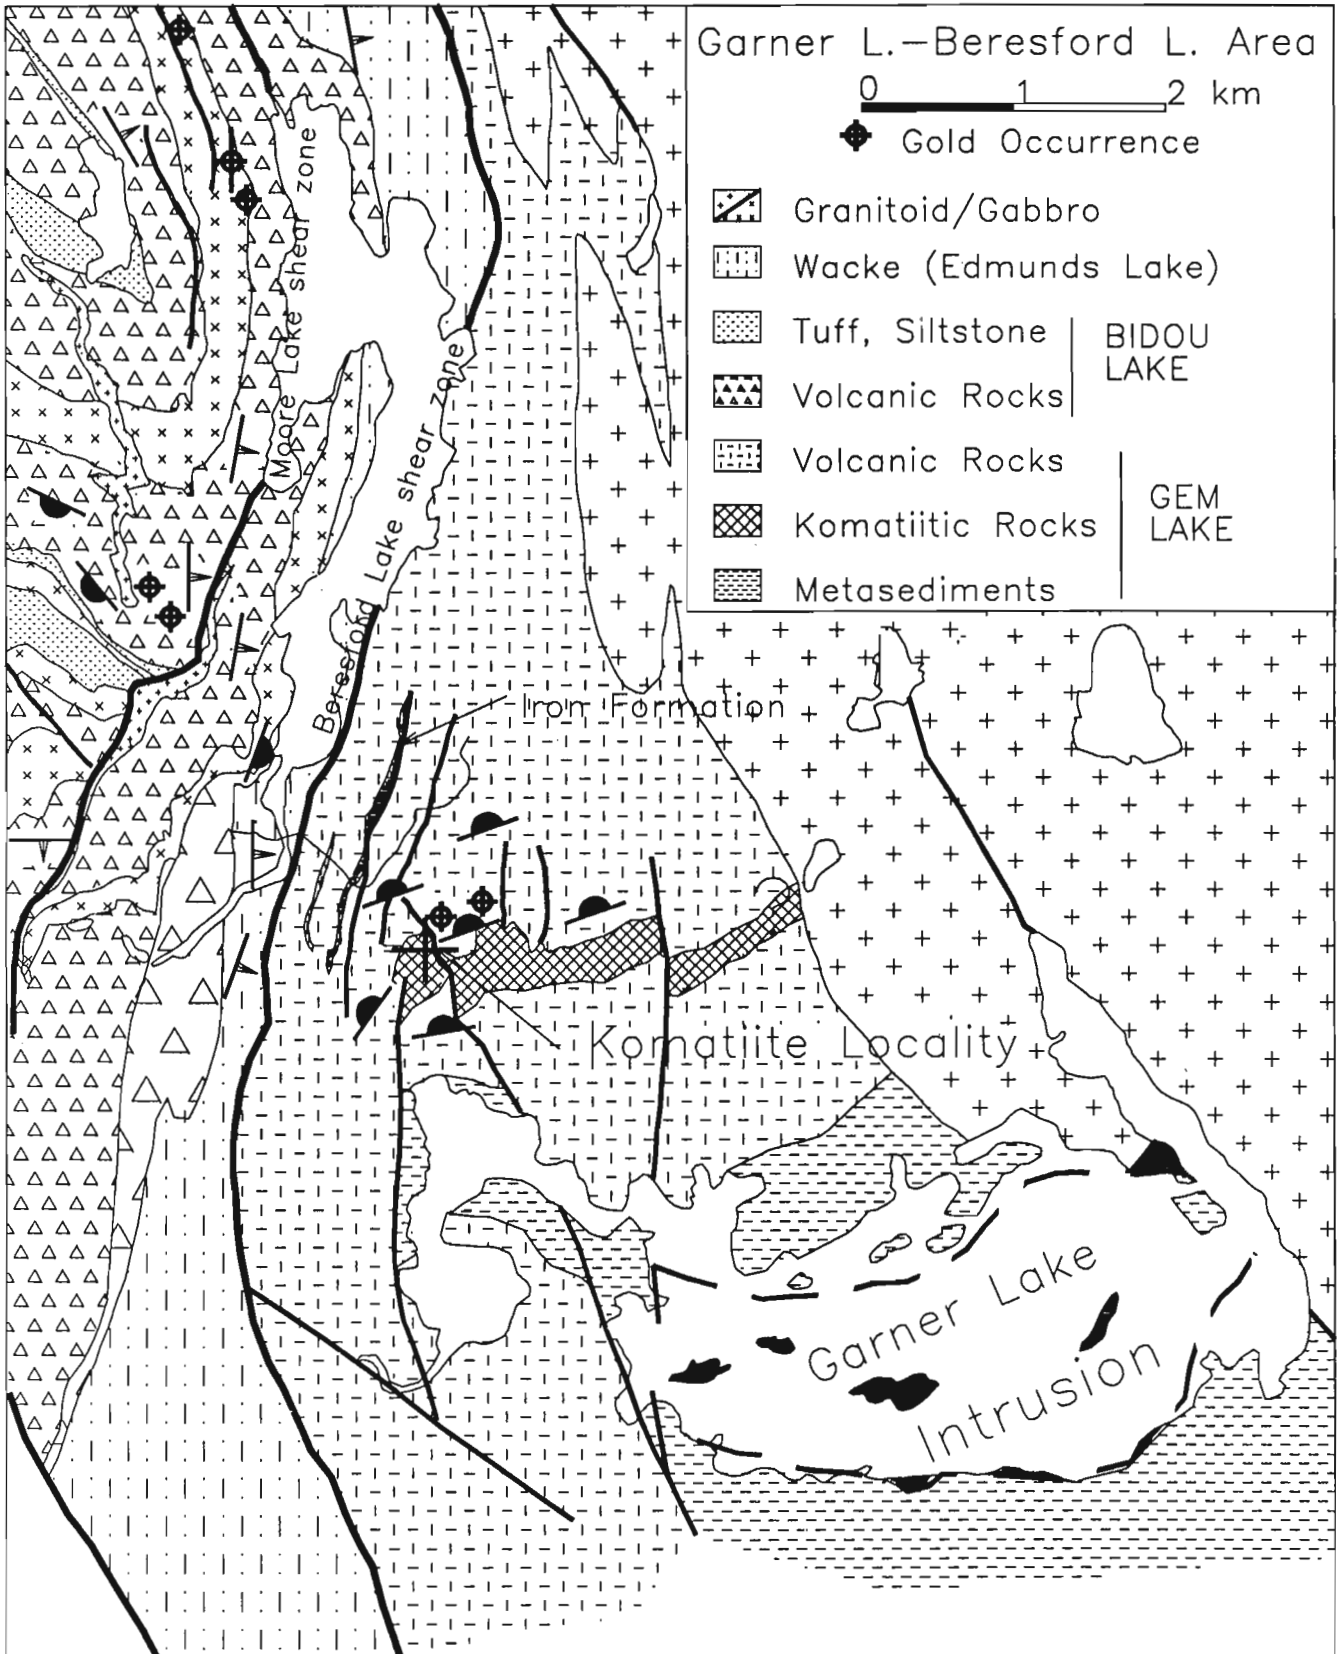 Garner L.–Beresford L. Area
0 1 2 km
Gold Occurrence
Granitoid/Gabbro
Wacke (Edmunds Lake)
Tuff, Siltstone
BIDOU
LAKE
Volcanic Rocks
Volcanic Rocks
GEM
LAKE
Komatiitic Rocks
Metasediments
Moore Lake shear zone
Beresford Lake shear zone
Iron Formation
Komatiite Locality
Garner Lake
Intrusion